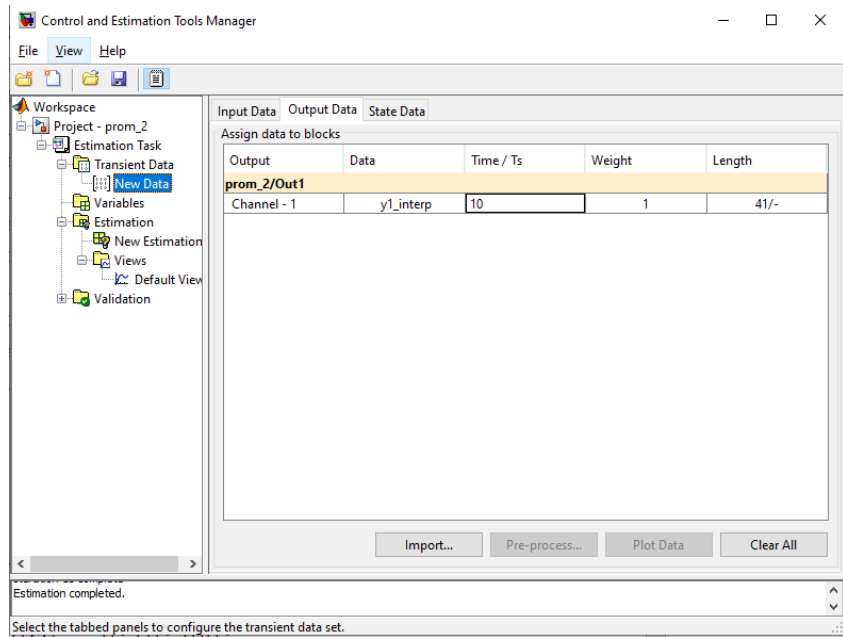 Control and Estimation Tools Manager
File View Help
Workspace
Project - prom_2
Estimation Task
Transient Data
New Data
Variables
Estimation
New Estimation
Views
Default View
Validation
Input Data Output Data State Data
Assign data to blocks
Output Data Time / Ts Weight Length
prom_2/Out1
Channel - 1 y1_interp 10 1 41/-
Import... Pre-process... Plot Data Clear All
Estimation completed.
Select the tabbed panels to configure the transient data set.